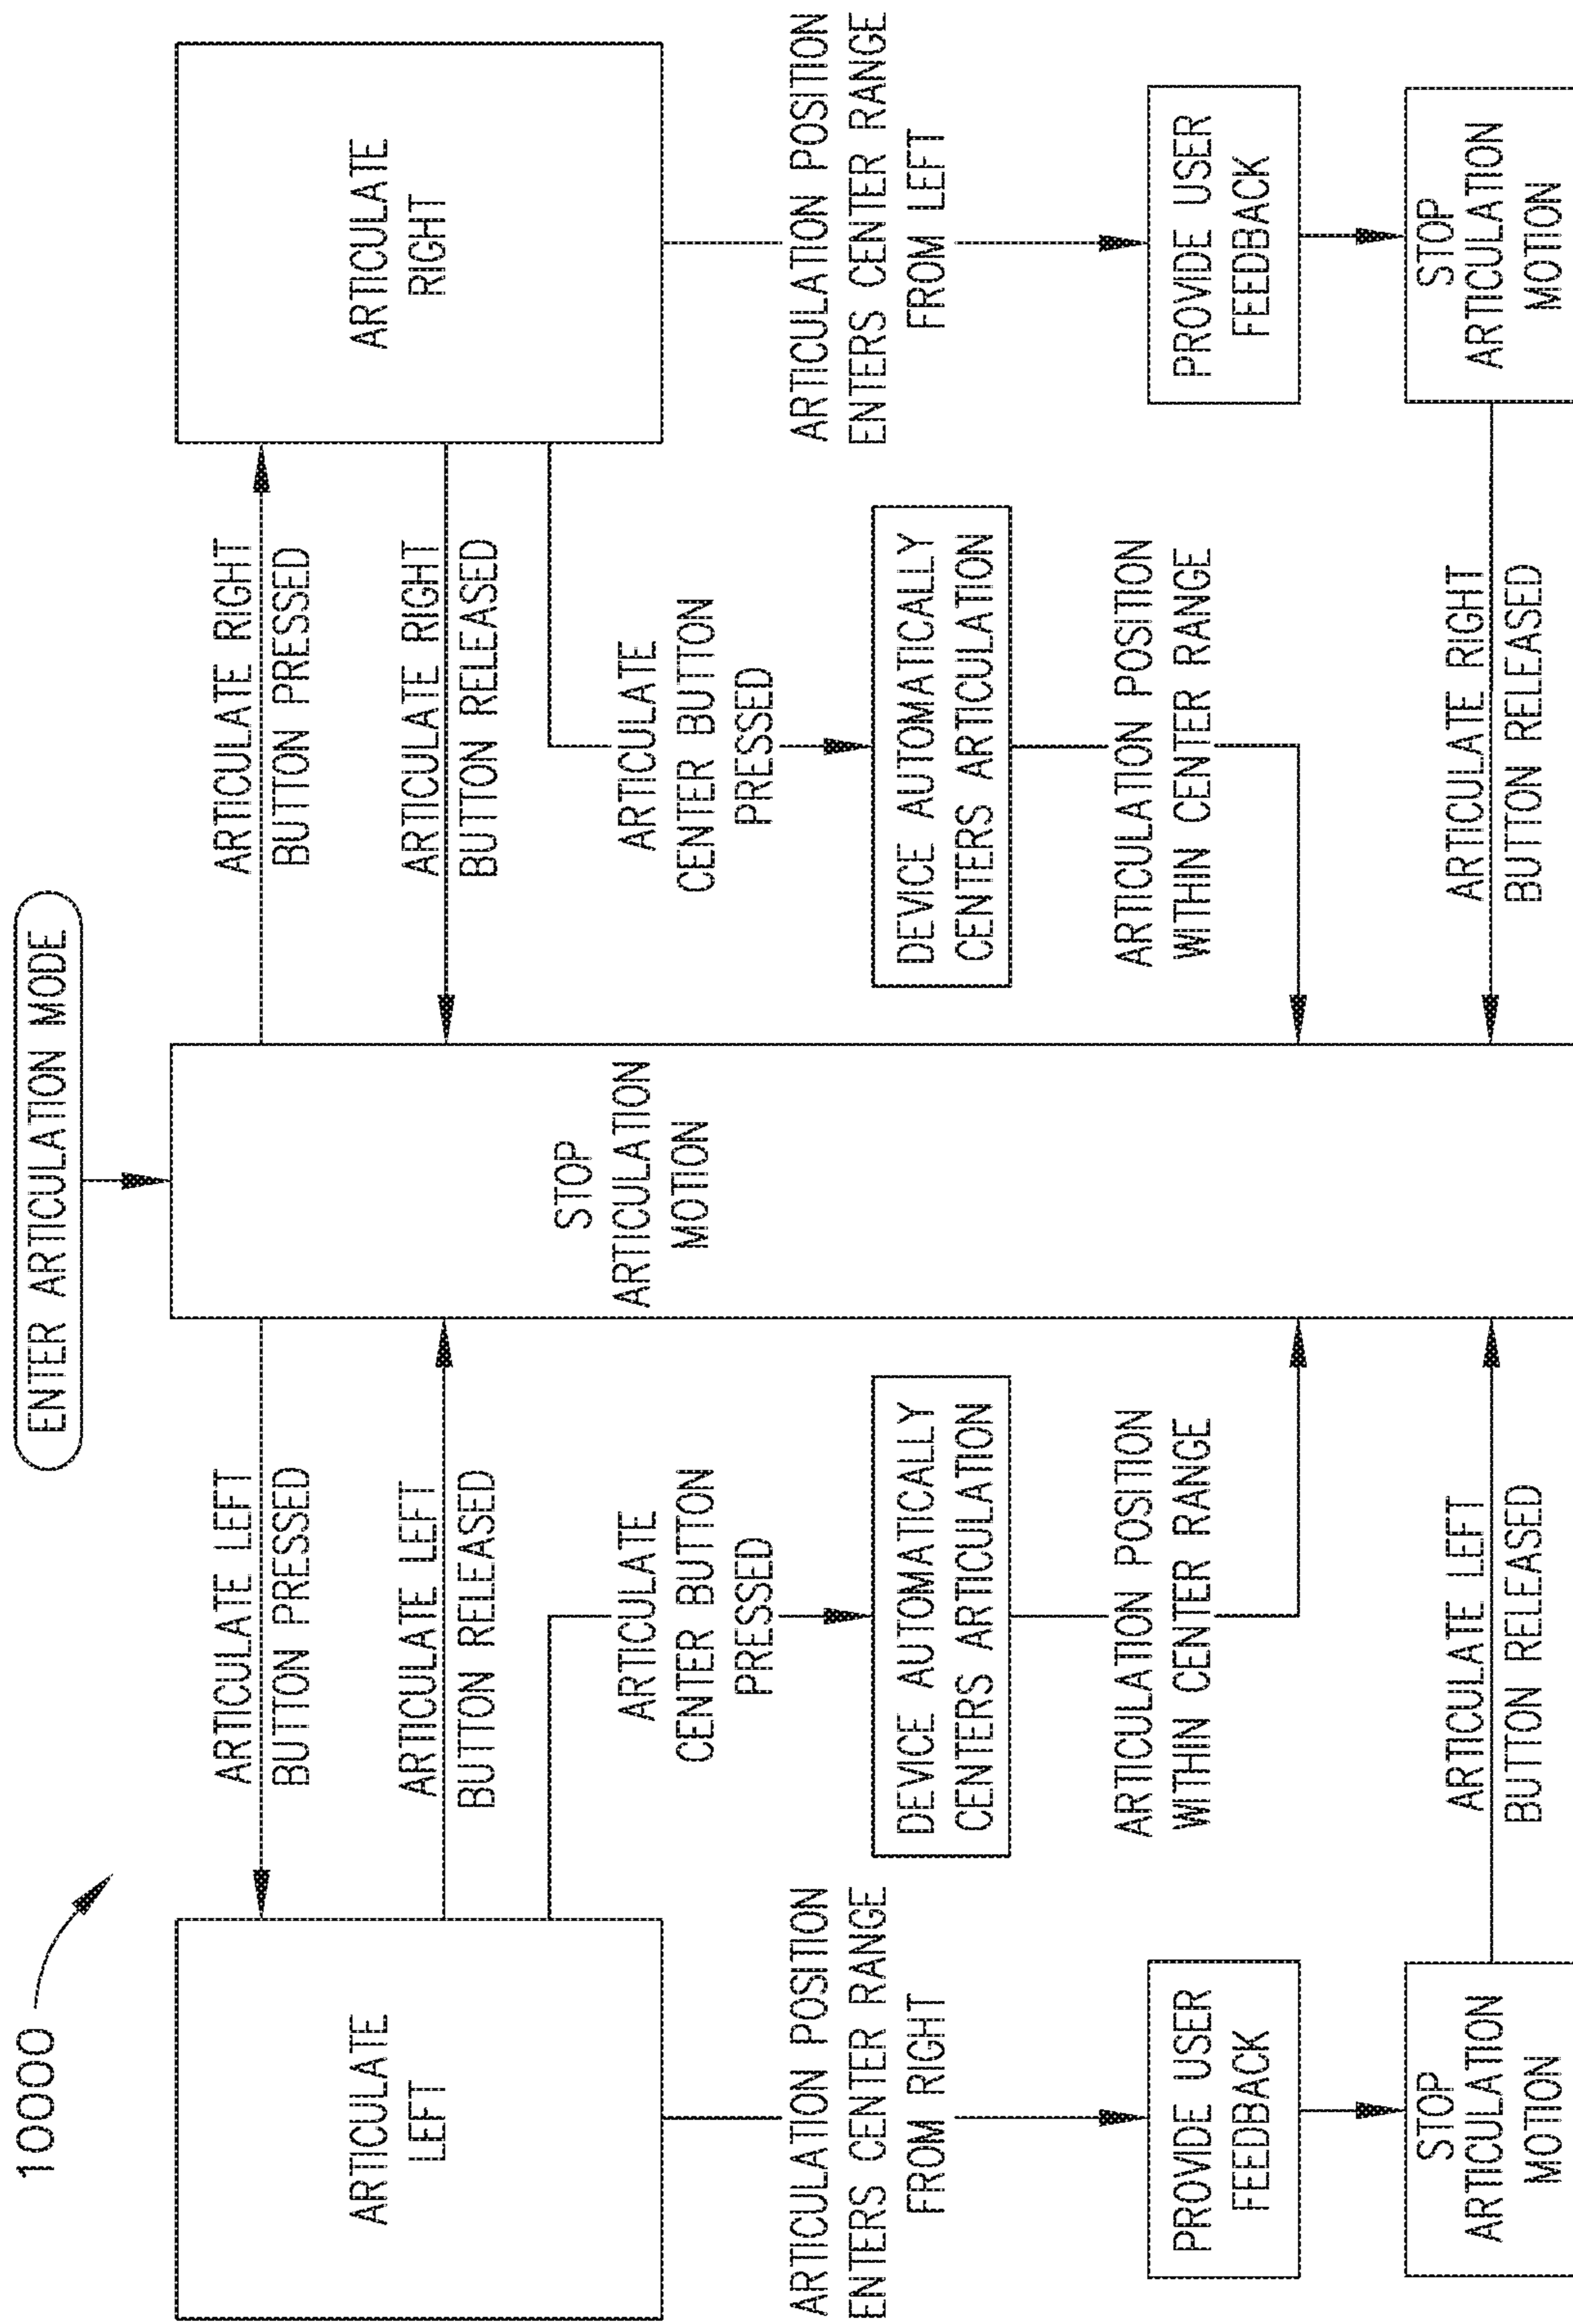 10000
ENTER ARTICULATION MODE
ARTICULATE
LEFT
ARTICULATE LEFT
BUTTON PRESSED
ARTICULATE LEFT
BUTTON RELEASED
ARTICULATE
CENTER BUTTON
PRESSED
DEVICE AUTOMATICALLY
CENTERS ARTICULATION
ARTICULATION POSITION
WITHIN CENTER RANGE
ARTICULATION POSITION
ENTERS CENTER RANGE
FROM RIGHT
PROVIDE USER
FEEDBACK
STOP
ARTICULATION
MOTION
ARTICULATE LEFT
BUTTON RELEASED
STOP
ARTICULATION
MOTION
ARTICULATE RIGHT
BUTTON PRESSED
ARTICULATE RIGHT
BUTTON RELEASED
ARTICULATE
CENTER BUTTON
PRESSED
DEVICE AUTOMATICALLY
CENTERS ARTICULATION
ARTICULATION POSITION
WITHIN CENTER RANGE
ARTICULATE RIGHT
BUTTON RELEASED
ARTICULATE
RIGHT
ARTICULATION POSITION
ENTERS CENTER RANGE
FROM LEFT
PROVIDE USER
FEEDBACK
STOP
ARTICULATION
MOTION